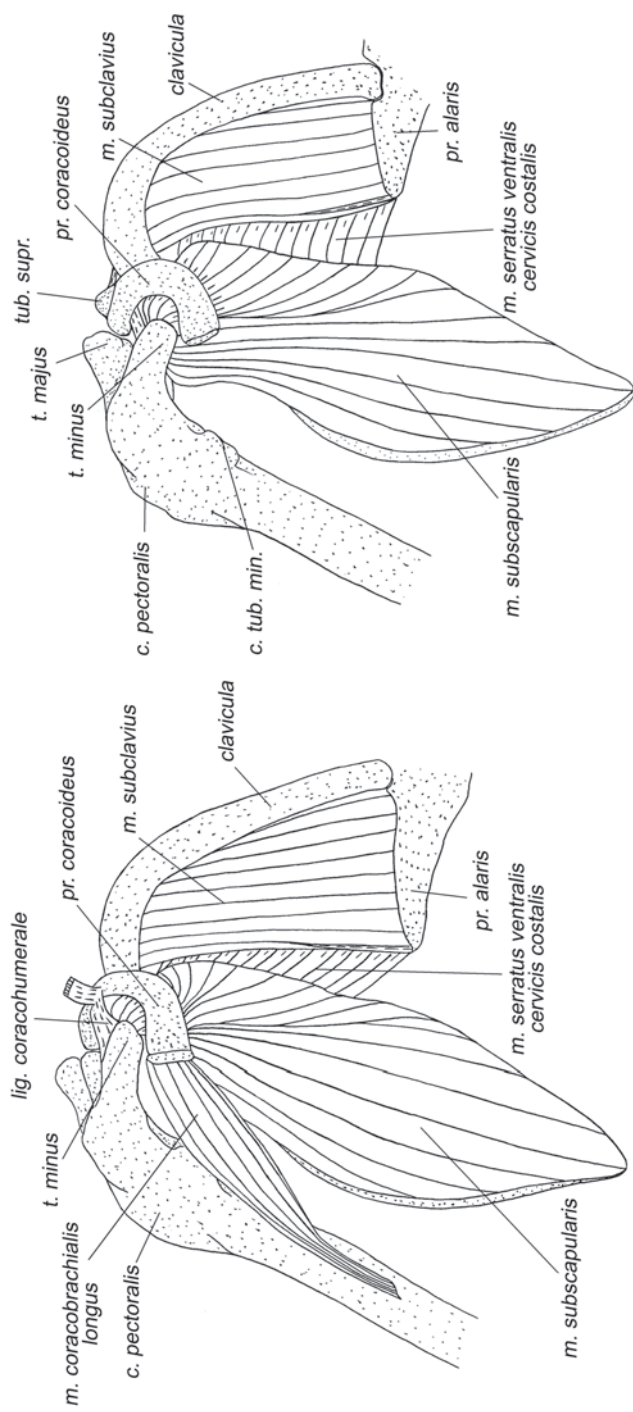 m. coracobrachialis
longus
c. pectoralis
t. minus
lig. coracohumerale
pr. coracoideus
m. subclavius
clavicula
pr. alaris
m. serratus ventralis
cervicis costalis
m. subscapularis
c. pectoralis
t. minus
t. majus
tub. supr.
pr. coracoideus
m. subclavius
clavicula
pr. alaris
m. serratus ventralis
cervicis costalis
m. subscapularis
c. tub. min.